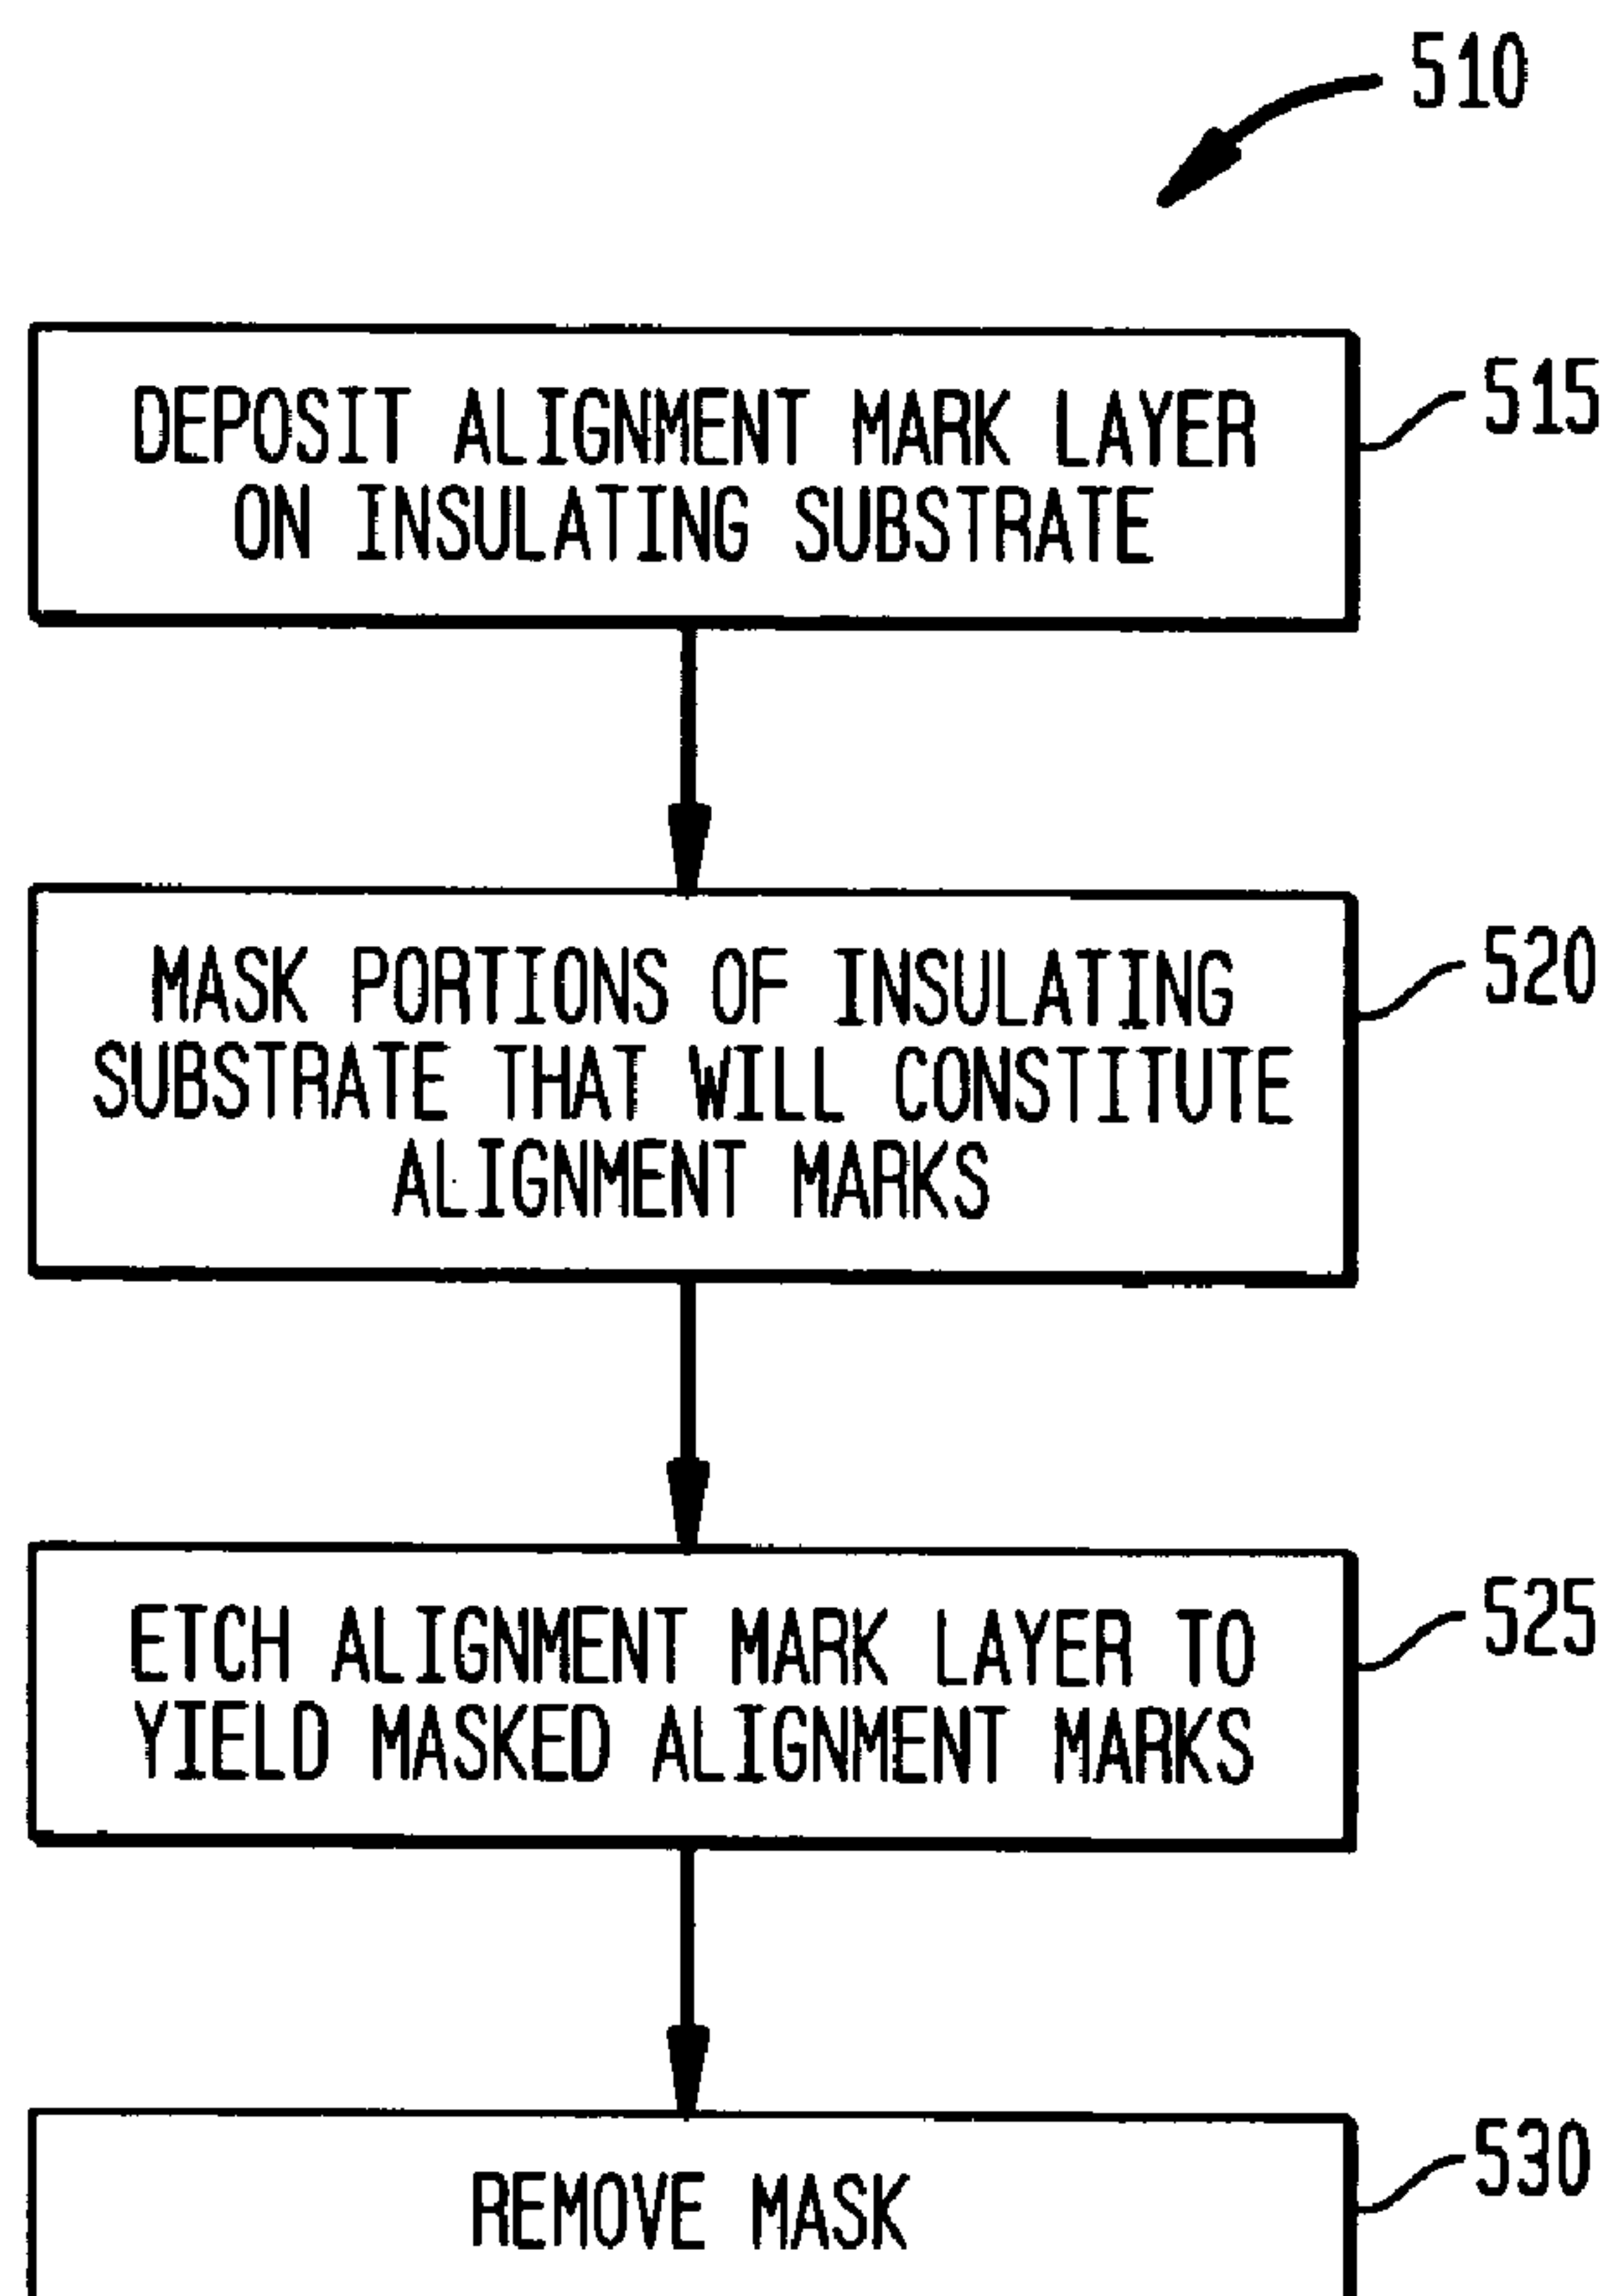 510
DEPOSIT ALIGNMENT MARK LAYER
ON INSULATING SUBSTRATE
515
MASK PORTIONS OF INSULATING
SUBSTRATE THAT WILL CONSTITUTE
ALIGNMENT MARKS
520
ETCH ALIGNMENT MARK LAYER TO
YIELD MASKED ALIGNMENT MARKS
525
REMOVE MASK
530